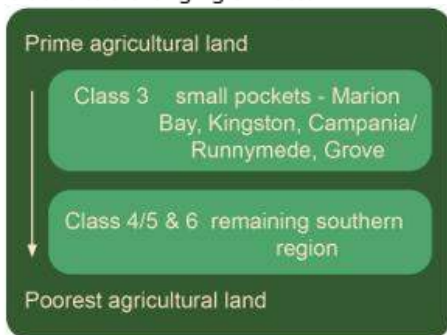 Prime agricultural land
Class 3 small pockets - Marion
Bay, Kingston, Campania/
Runnymede, Grove
Class 4/5 & 6 remaining southern
region
Poorest agricultural land